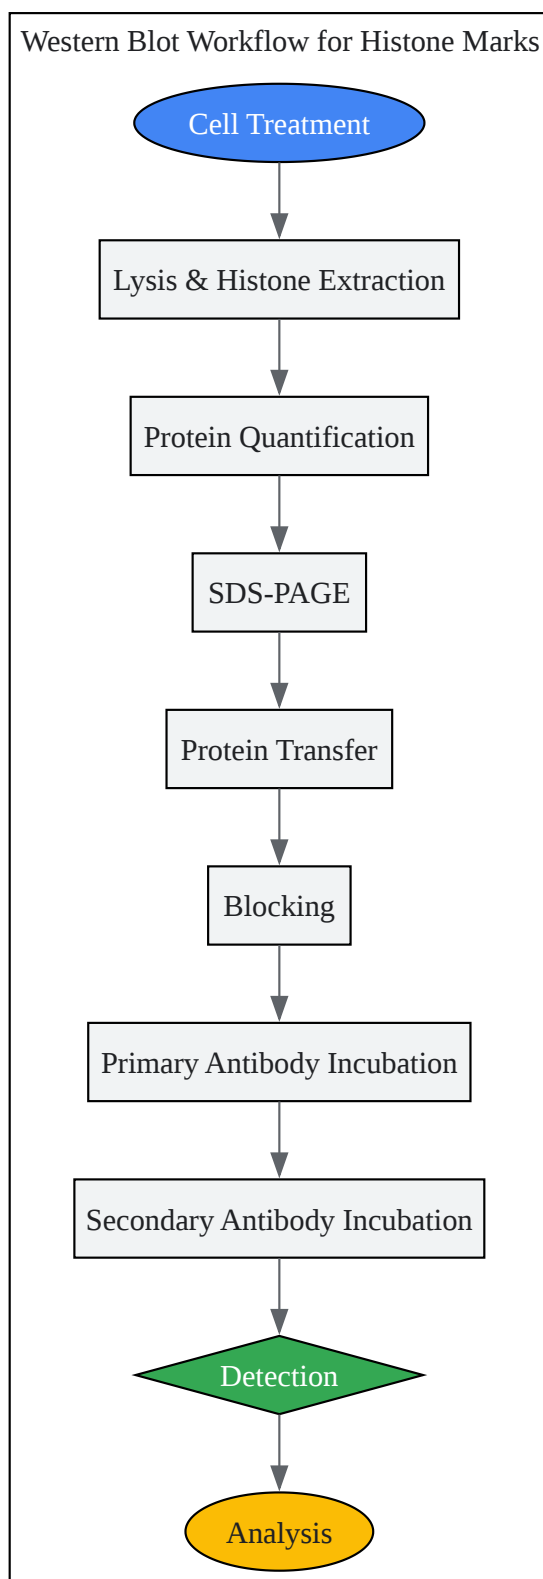 Western Blot Workflow for Histone Marks
Cell Treatment
Lysis & Histone Extraction
Protein Quantification
SDS-PAGE
Protein Transfer
Blocking
Primary Antibody Incubation
Secondary Antibody Incubation
Detection
Analysis